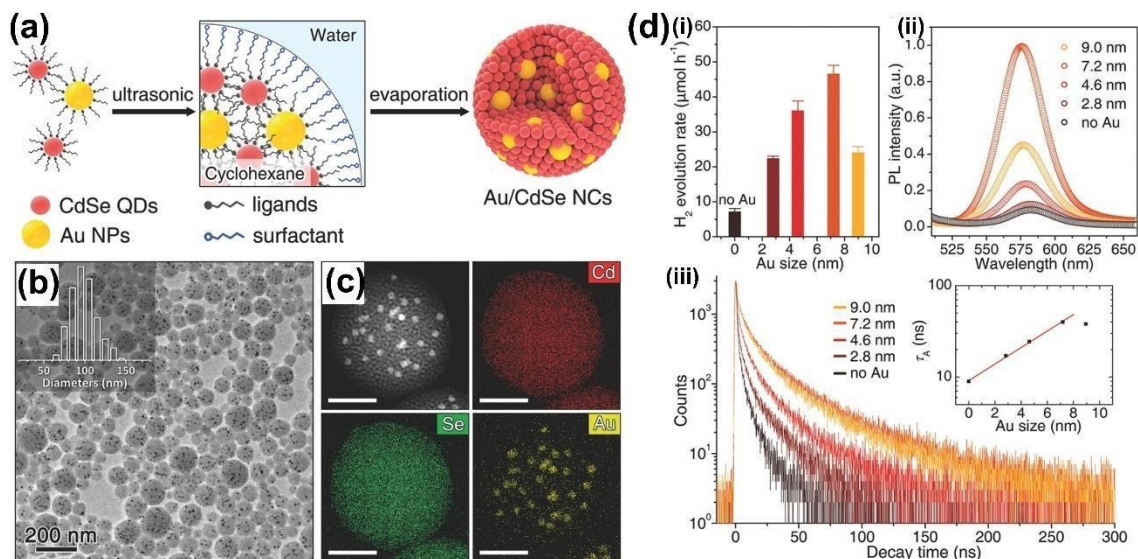 (a)
Water
ultrasonic
evaporation
Cyclohexane
Au/CdSe NCs
CdSe QDs
ligands
Au NPs
surfactant
(b)
50 100 150
Diameters (nm)
200 nm
(c)
Cd
Se
Au
(d) (i)
H₂ evolution rate (μmol h⁻¹)
60
50
40
30
20
10
0
no Au
0 2 4 6 8 10
Au size (nm)
(ii)
PL intensity (a.u.)
1.0
0.8
0.6
0.4
0.2
0.0
9.0 nm
7.2 nm
4.6 nm
2.8 nm
no Au
525 550 575 600 625 650
Wavelength (nm)
(iii)
Counts
10³
10²
10¹
10⁰
9.0 nm
7.2 nm
4.6 nm
2.8 nm
no Au
τA (ns)
100
10
0 2 4 6 8 10
Au size (nm)
0 50 100 150 200 250 300
Decay time (ns)